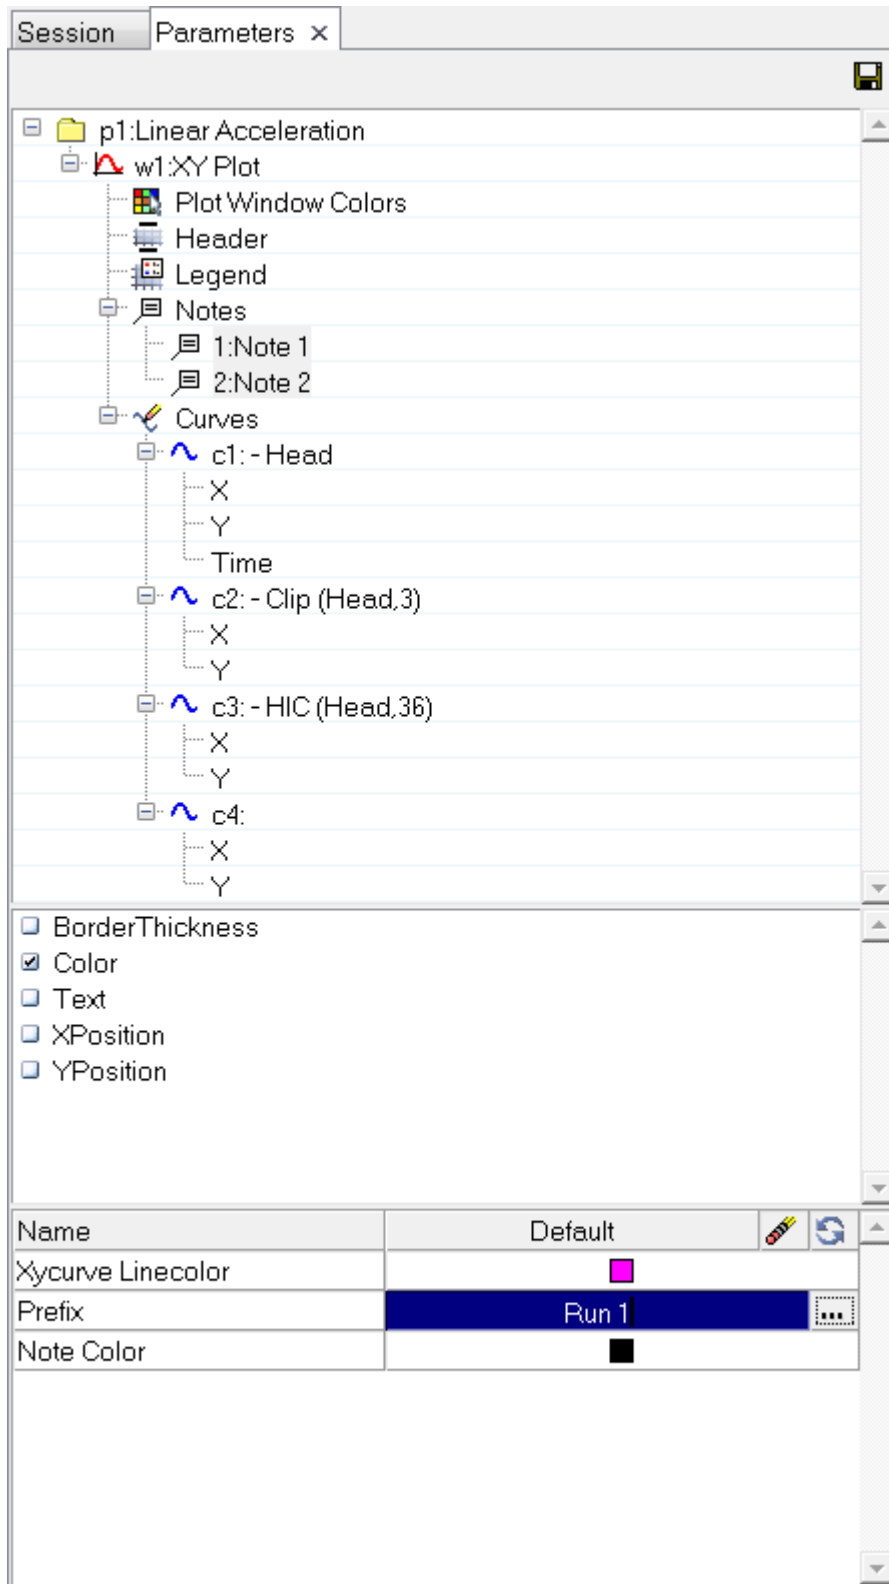 Session Parameters ×
p1:Linear Acceleration
w1:XY Plot
Plot Window Colors
Header
Legend
Notes
1:Note 1
2:Note 2
Curves
c1: - Head
X
Y
Time
c2: - Clip (Head,3)
X
Y
c3: - HIC (Head,36)
X
Y
c4:
X
Y
BorderThickness
Color
Text
XPosition
YPosition
Name Default
Xycurve Linecolor
Prefix Run 1 ...
Note Color